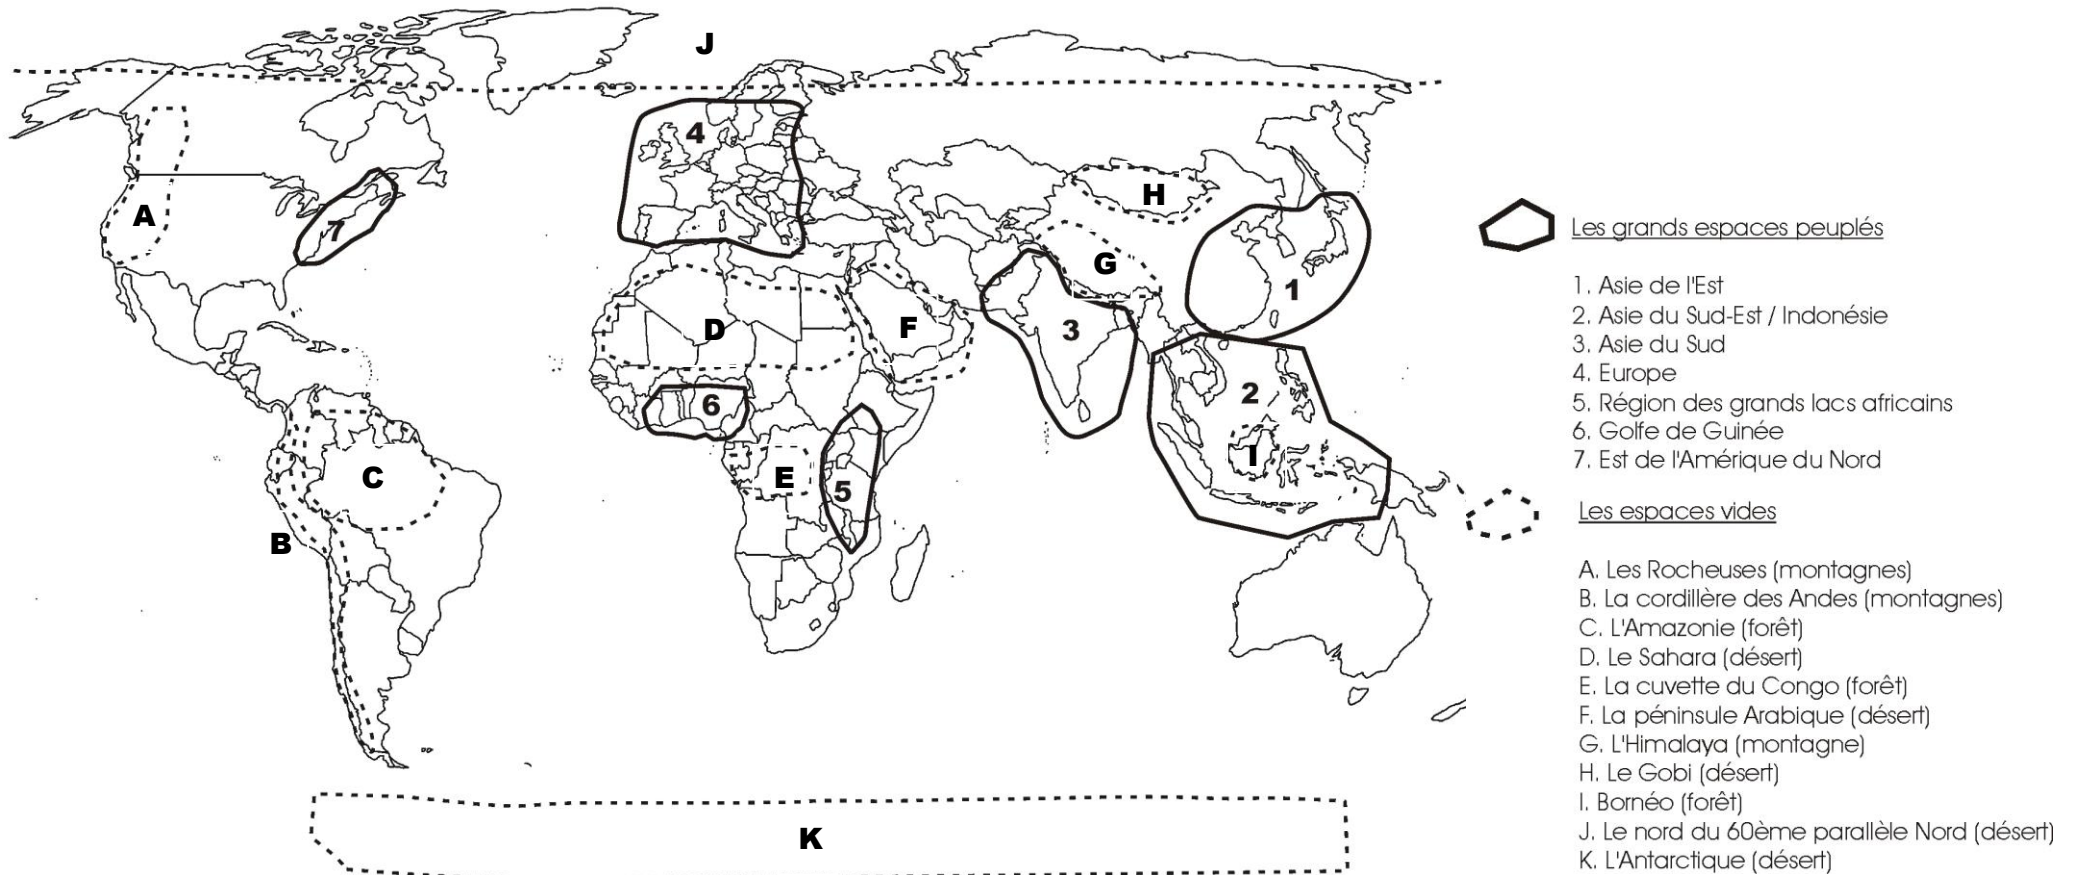 J
4
A
7
H
G
1
D
F
3
6
2
C
E
5
I
B
K
Les grands espaces peuplés
1. Asie de l'Est
2. Asie du Sud-Est / Indonésie
3. Asie du Sud
4. Europe
5. Région des grands lacs africains
6. Golfe de Guinée
7. Est de l'Amérique du Nord
Les espaces vides
A. Les Rocheuses (montagnes)
B. La cordillère des Andes (montagnes)
C. L'Amazonie (forêt)
D. Le Sahara (désert)
E. La cuvette du Congo (forêt)
F. La péninsule Arabique (désert)
G. L'Himalaya (montagne)
H. Le Gobi (désert)
I. Bornéo (forêt)
J. Le nord du 60ème parallèle Nord (désert)
K. L'Antarctique (désert)